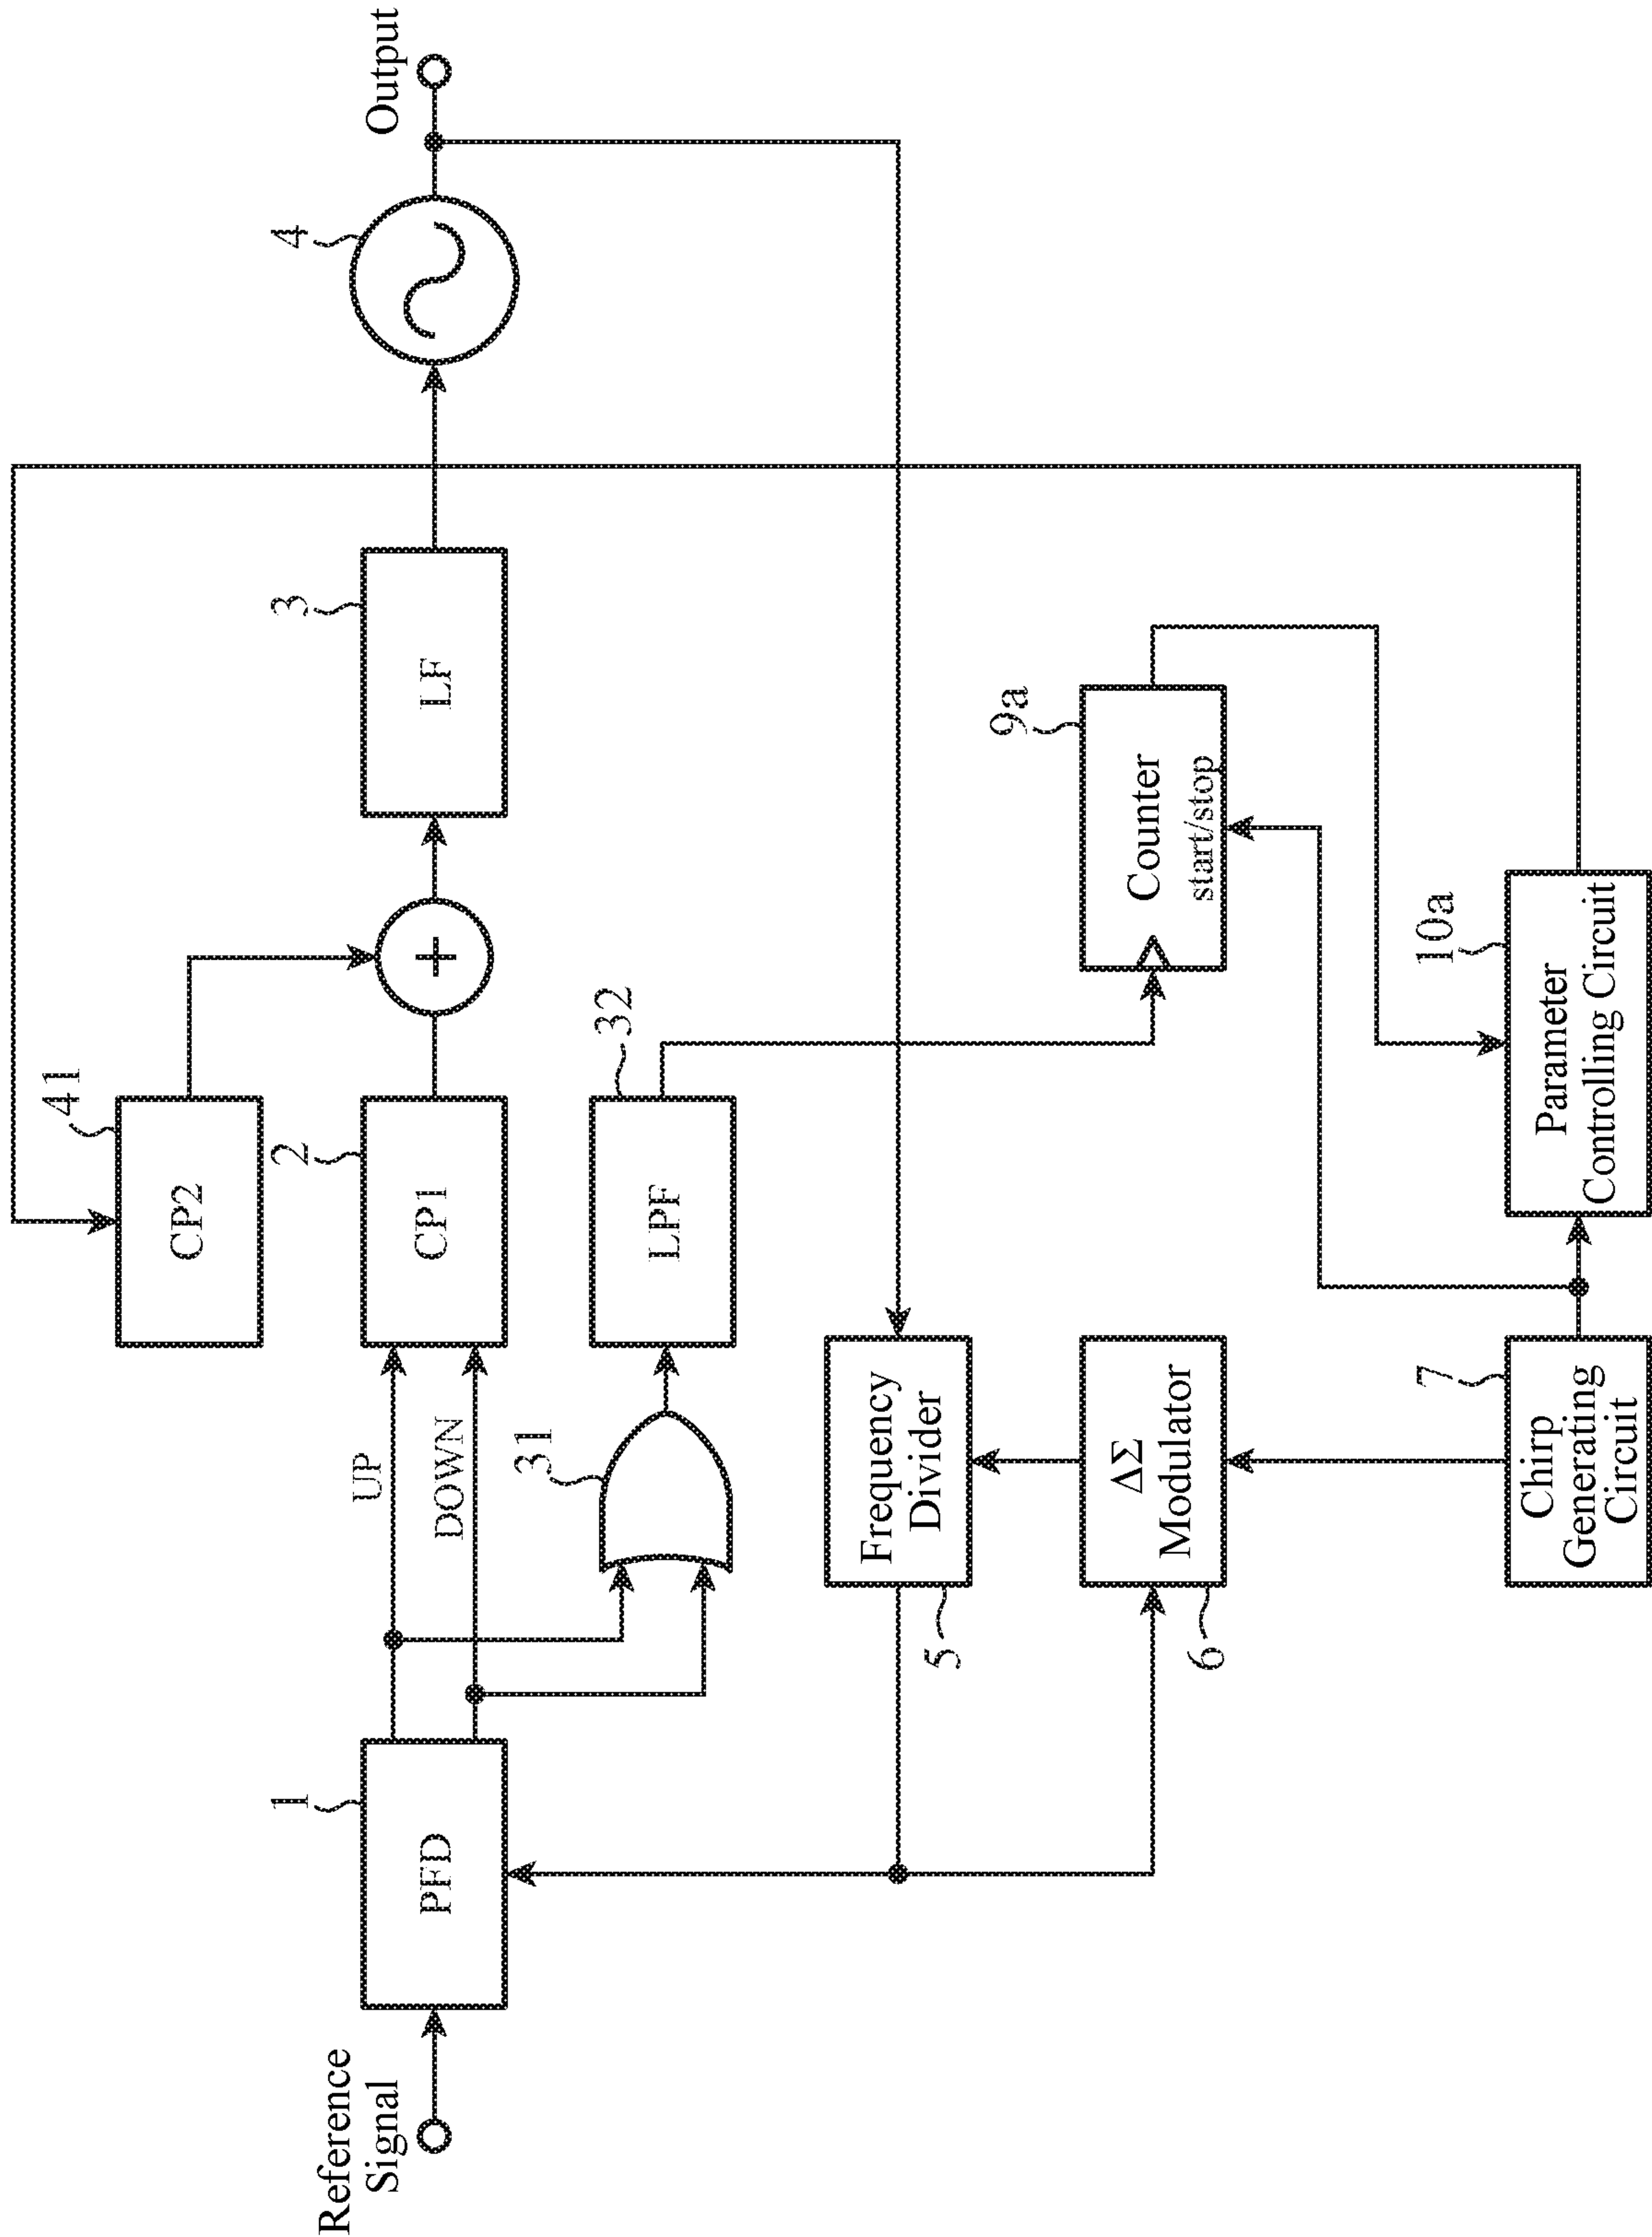 Reference
Signal
1
PFD
UP
DOWN
41
CP2
2
CP1
3
LF
4
Output
31
32
LPF
5
Frequency
Divider
6
ΔΣ
Modulator
9a
Counter
start/stop
7
Chirp
Generating
Circuit
10a
Parameter
Controlling Circuit
+